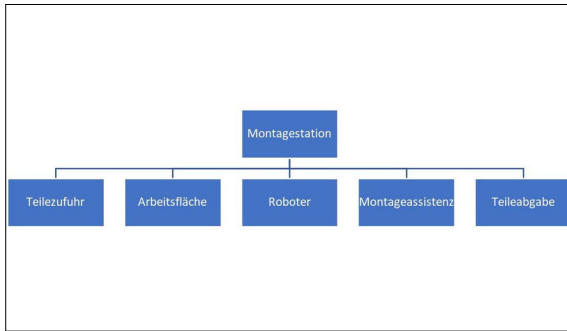 Montagestation
Teilezufuhr
Arbeitsfläche
Roboter
Montageassistenz
Teileabgabe